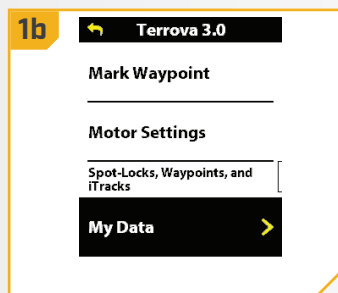 1b
Terrova 3.0
Mark Waypoint
Motor Settings
Spot-Locks, Waypoints, and
iTracks
My Data